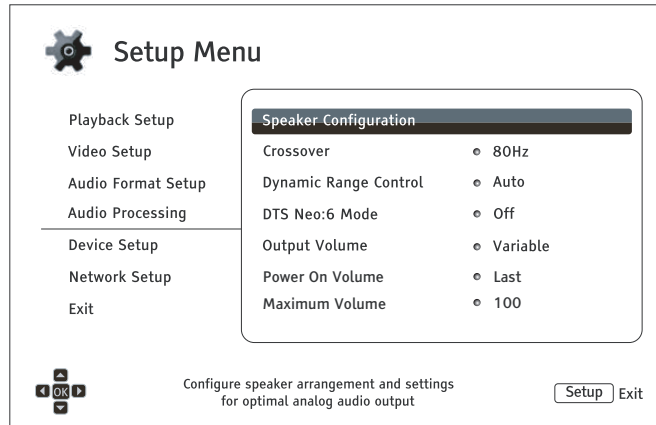 Setup Menu
Playback Setup
Video Setup
Audio Format Setup
Audio Processing
Device Setup
Network Setup
Exit
Speaker Configuration
Crossover 80Hz
Dynamic Range Control Auto
DTS Neo:6 Mode Off
Output Volume Variable
Power On Volume Last
Maximum Volume 100
OK
Configure speaker arrangement and settings
for optimal analog audio output
Setup Exit